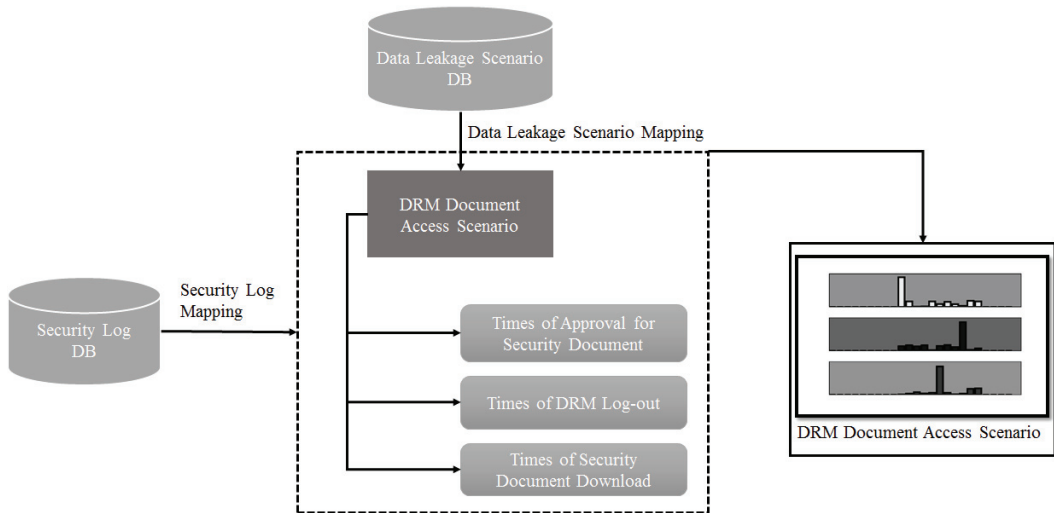 Data Leakage Scenario
DB
Data Leakage Scenario Mapping
DRM Document
Access Scenario
Security Log
Mapping
Security Log
DB
Times of Approval for
Security Document
Times of DRM Log-out
Times of Security
Document Download
DRM Document Access Scenario